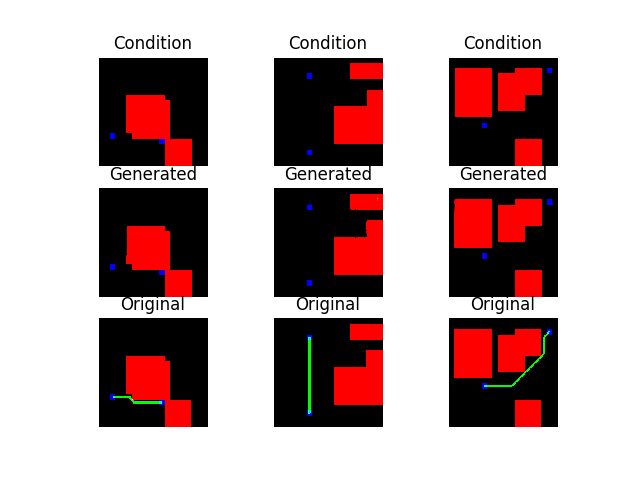 Condition
Condition
Condition
Generated
Generated
Generated
Original
Original
Original